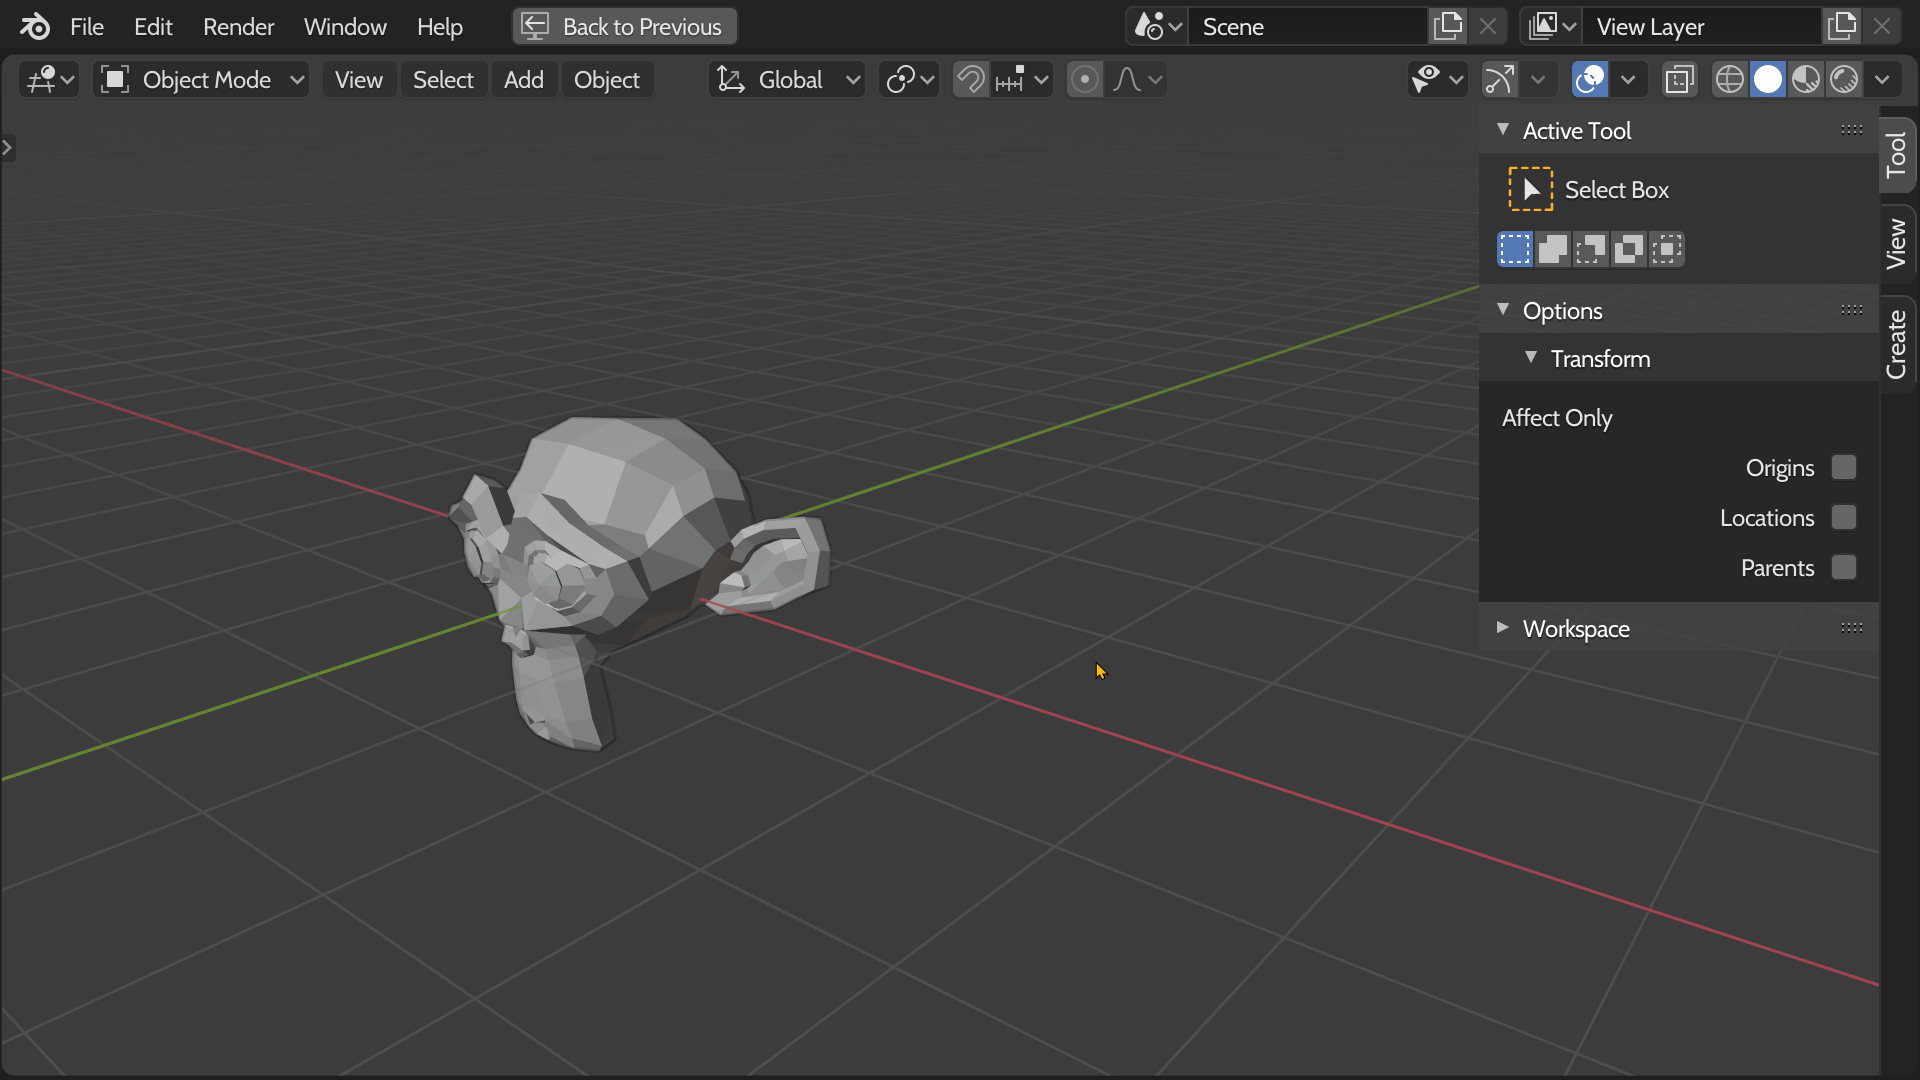 File Edit Render Window Help Back to Previous Scene View Layer
Object Mode View Select Add Object Global
Active Tool
Select Box
Options
Transform
Affect Only
Origins
Locations
Parents
Workspace
Tool
View
Create